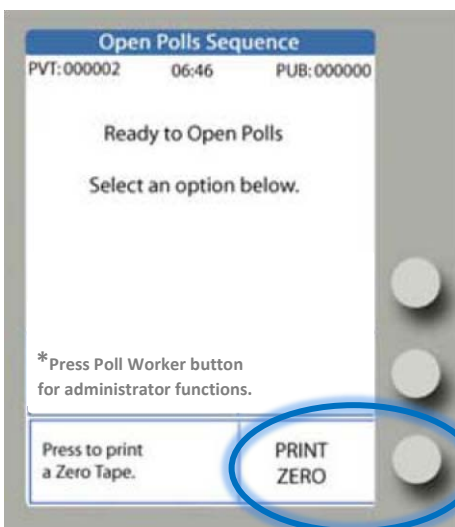 Open Polls Sequence
PVT: 000002 06:46 PUB: 000000
Ready to Open Polls
Select an option below.
*Press Poll Worker button
for administrator functions.
Press to print
a Zero Tape.
PRINT
ZERO